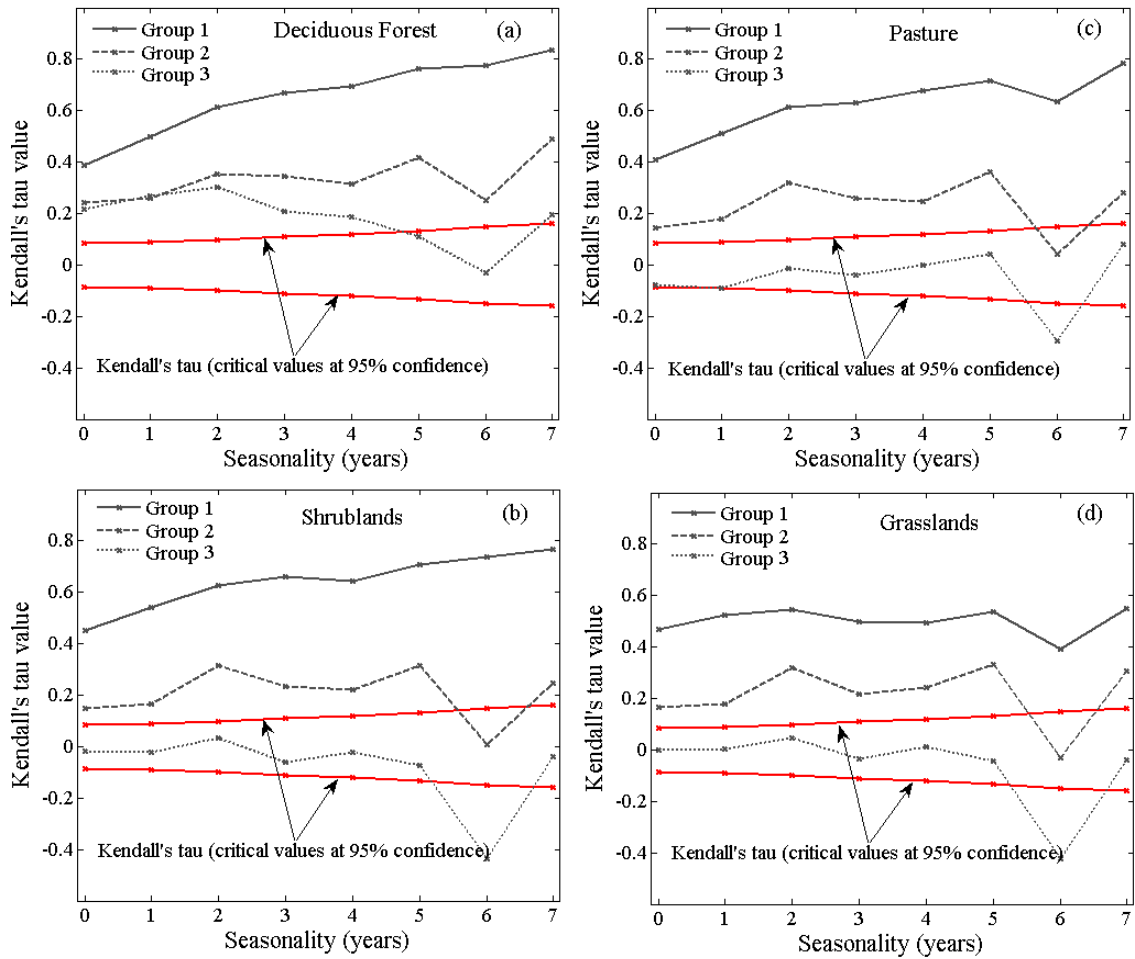 Group 1
Group 2
Group 3
Deciduous Forest
(a)
0.8
0.6
0.4
0.2
0
-0.2
-0.4
Kendall's tau value
Kendall's tau (critical values at 95% confidence)
0 1 2 3 4 5 6 7
Seasonality (years)
Group 1
Group 2
Group 3
Pasture
(c)
0.8
0.6
0.4
0.2
0
-0.2
-0.4
Kendall's tau value
Kendall's tau (critical values at 95% confidence)
0 1 2 3 4 5 6 7
Seasonality (years)
Group 1
Group 2
Group 3
Shrublands
(b)
0.8
0.6
0.4
0.2
0
-0.2
-0.4
Kendall's tau value
Kendall's tau (critical values at 95% confidence)
0 1 2 3 4 5 6 7
Seasonality (years)
Group 1
Group 2
Group 3
Grasslands
(d)
0.8
0.6
0.4
0.2
0
-0.2
-0.4
Kendall's tau value
Kendall's tau (critical values at 95% confidence)
0 1 2 3 4 5 6 7
Seasonality (years)